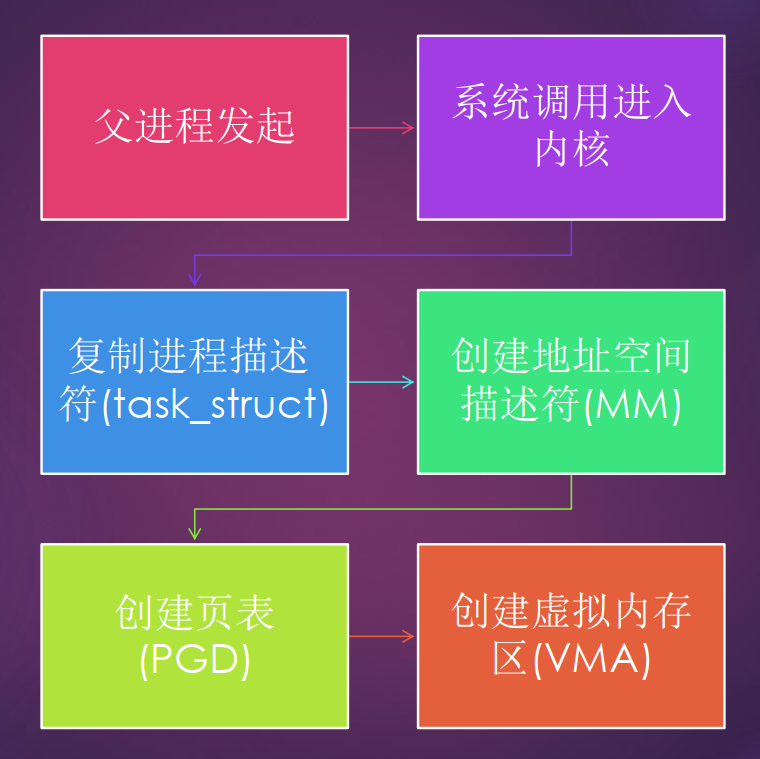 父进程发起
系统调用进入
内核
复制进程描述
符(task_struct)
创建地址空间
描述符(MM)
创建页表
(PGD)
创建虚拟内存
区(VMA)